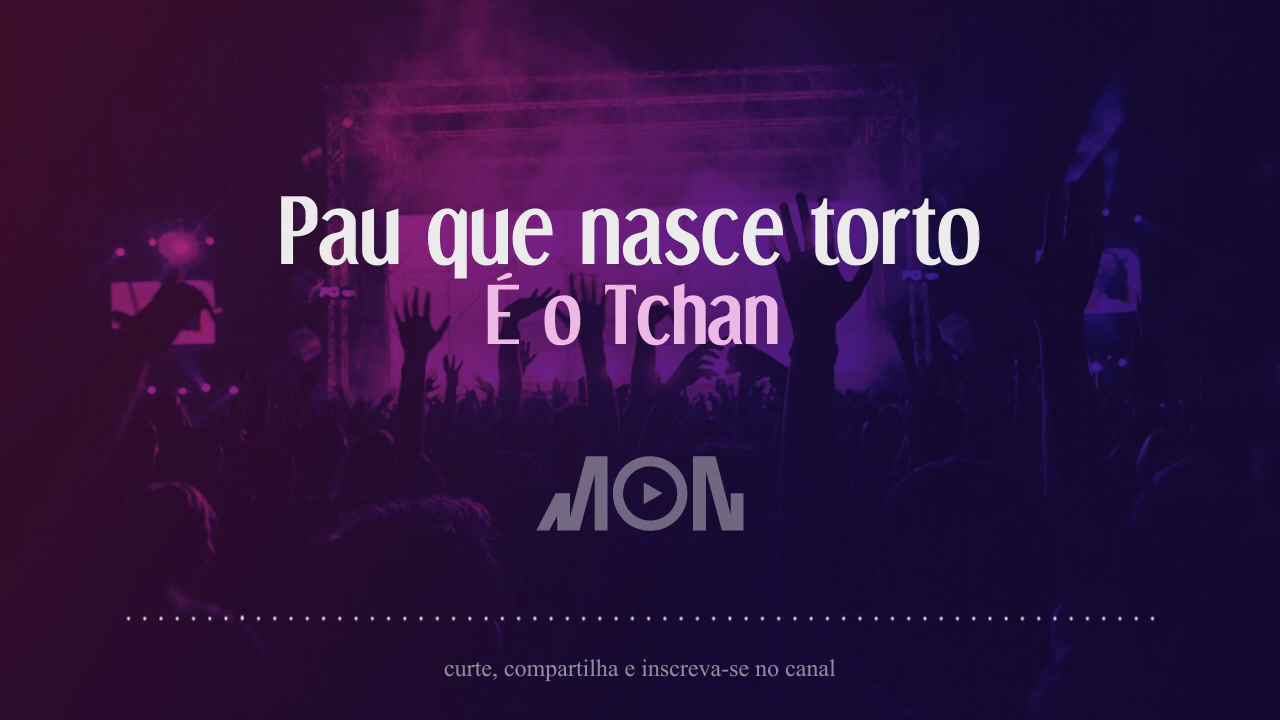 Pau que nasce torto
É o Tchan
MON
curte, compartilha e inscreva-se no canal